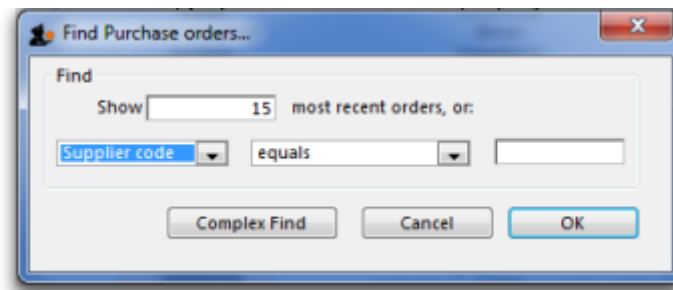 Find Purchase orders...
Find
Show 15 most recent orders, or:
Supplier code equals
Complex Find Cancel OK